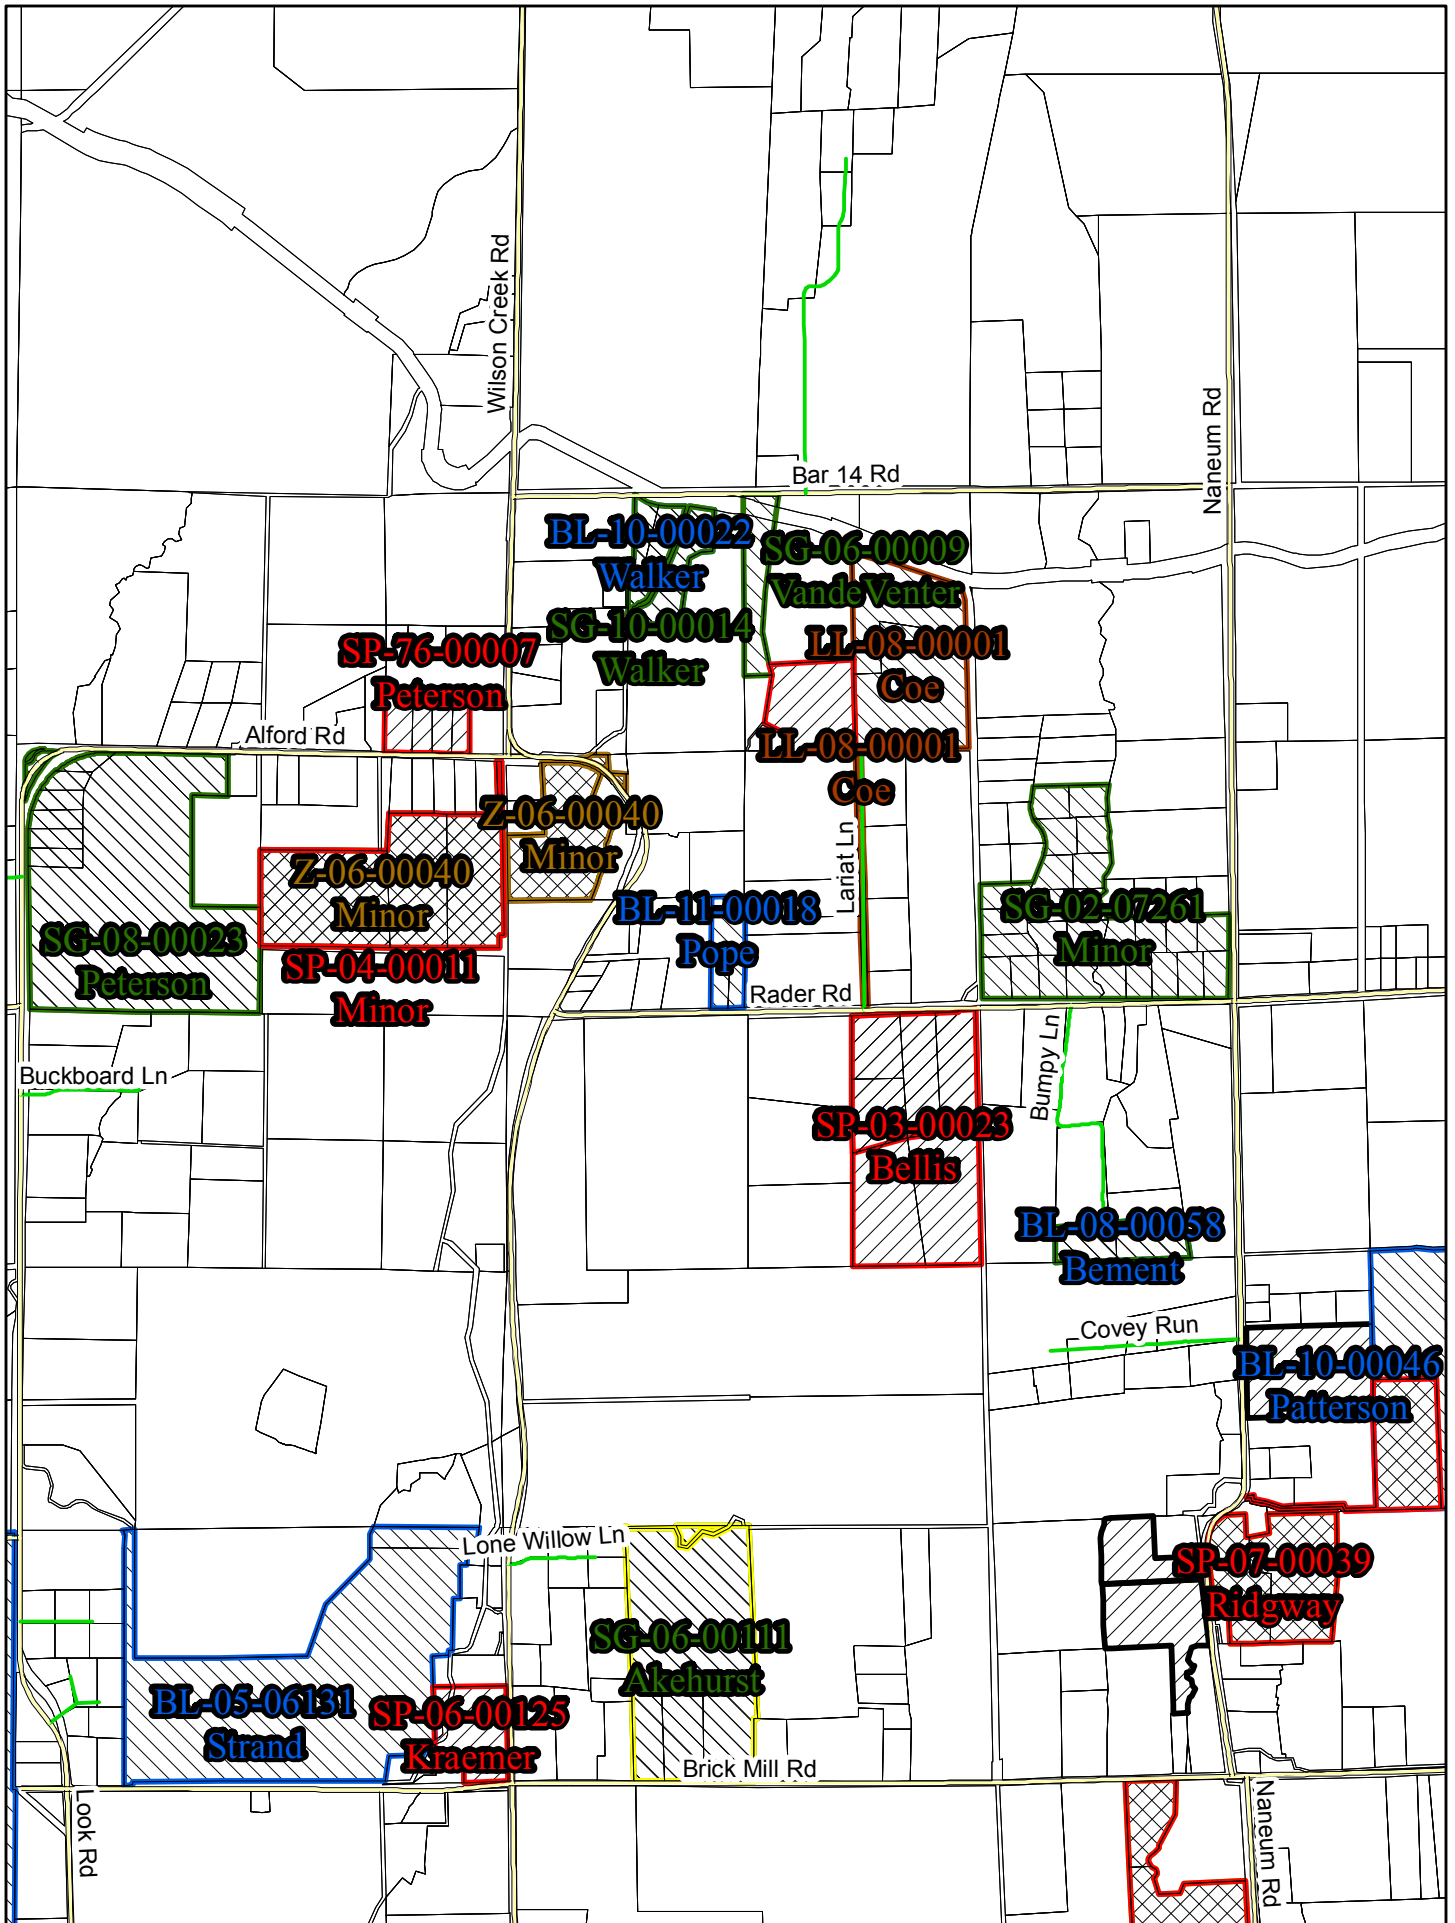 Wilson Creek Rd
Naneum Rd
Bar 14 Rd
BL-10-00022
Walker
SG-06-00009
VandeVenter
SG-10-00014
Walker
SP-76-00007
Peterson
LL-08-00001
Coe
Alford Rd
LL-08-00001
Coe
Z-06-00040
Minor
Z-06-00040
Minor
Lariat Ln
BL-11-00018
Pope
SG-02-07261
Minor
SG-08-00023
Peterson
SP-04-00011
Minor
Rader Rd
Buckboard Ln
Bumpy Ln
SP-03-00023
Bellis
BL-08-00058
Bement
Covey Run
BL-10-00046
Patterson
Lone Willow Ln
SP-07-00039
Ridgway
SG-06-00111
Akehurst
BL-05-06131
Strand
SP-06-00125
Kraemer
Brick Mill Rd
Look Rd
Naneum Rd